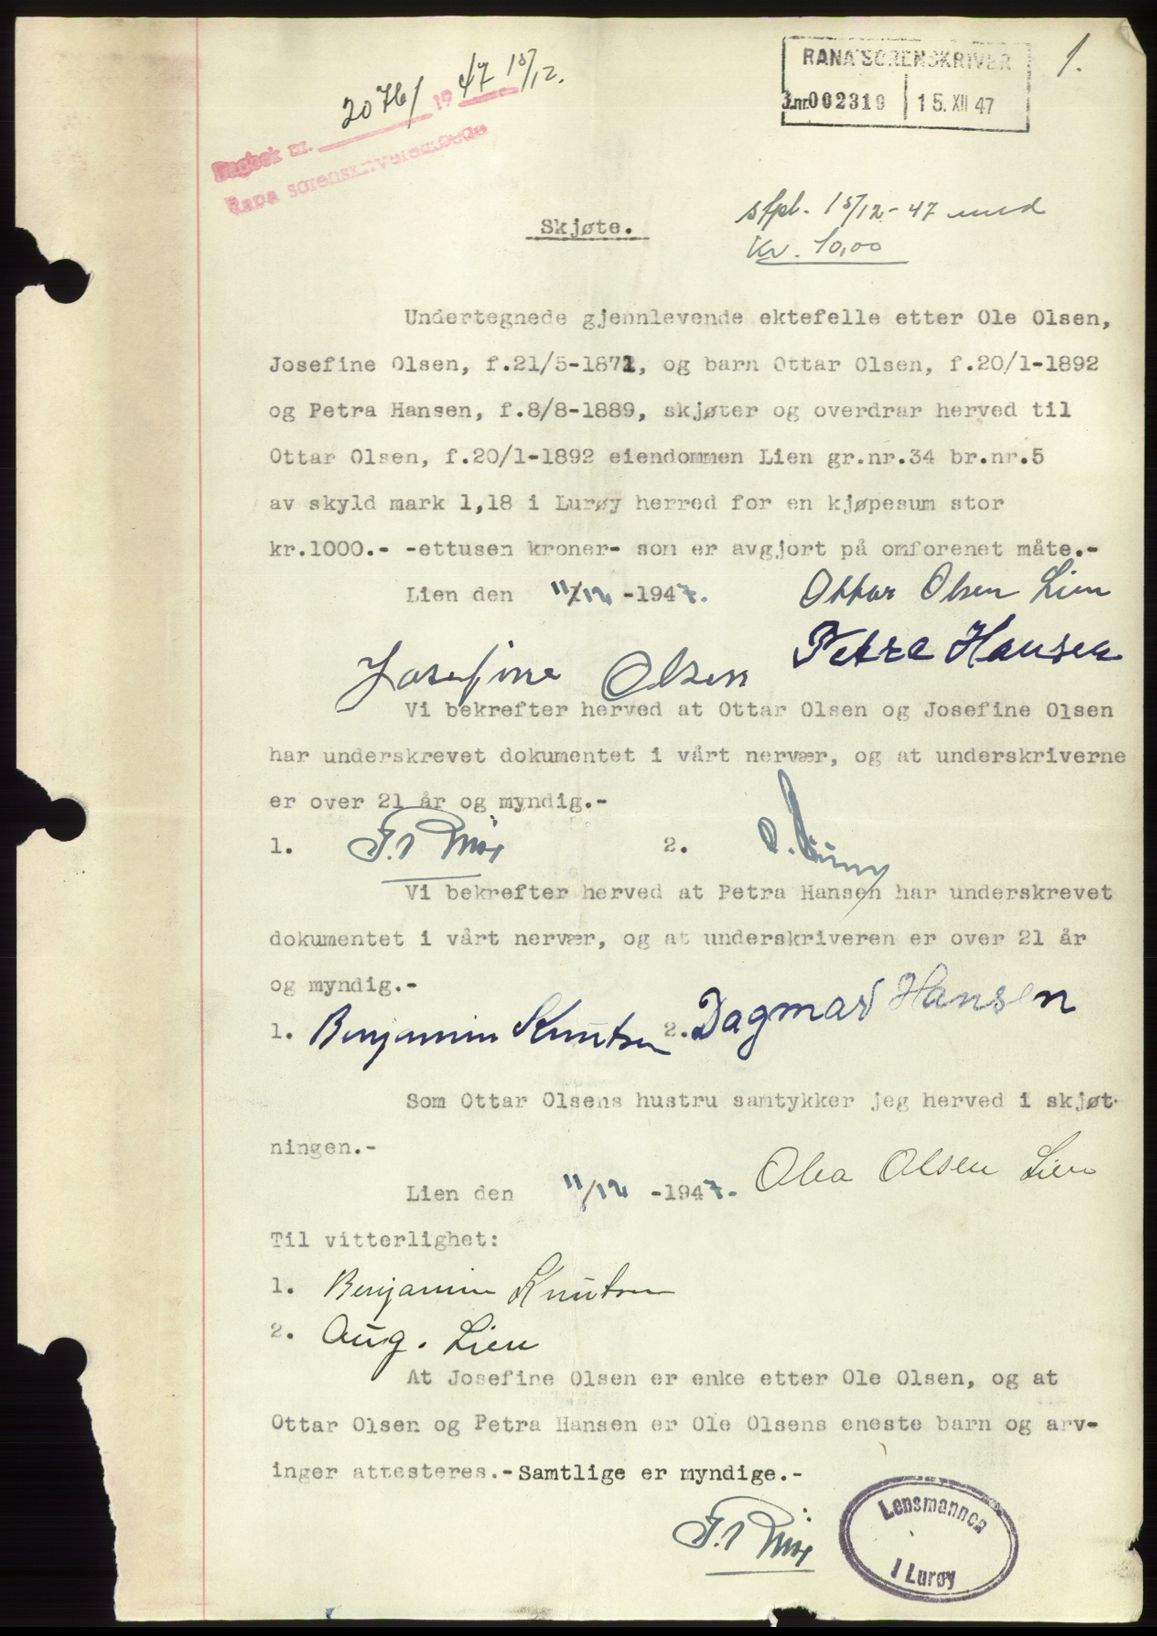 RANA SORENSKRIVER
J.nr. 002319 15. XII 47
1.
Dagbok nr. 2076/ 1947 15/12.
Rana sorenskriverembede
Skjøte.
stpl. 15/12-47 med
Kr. 10,00
Undertegnede gjennlevende ektefelle etter Ole Olsen,
Josefine Olsen, f.21/5-1871, og barn Ottar Olsen, f.20/1-1892
og Petra Hansen, f.8/8-1889, skjøter og overdrar herved til
Ottar Olsen, f.20/1-1892 eiendommen Lien gr.nr.34 br.nr.5
av skyld mark 1,18 i Lurøy herred for en kjøpesum stor
kr.1000.- -ettusen kroner- som er avgjort på omforenet måte.-
Lien den 11/12 -1947. Ottar Olsen Lien
Petra Hansen
Josefine Olsen
Vi bekrefter herved at Ottar Olsen og Josefine Olsen
har underskrevet dokumentet i vårt nervær, og at underskriverne
er over 21 år og myndig.-
1. 2.
Vi bekrefter herved at Petra Hansen har underskrevet
dokumentet i vårt nervær, og at underskriveren er over 21 år
og myndig.-
1. Benjamin Knutsen 2. Dagmar Hansen
Som Ottar Olsens hustru samtykker jeg herved i skjøt-
ningen.-
Lien den 11/12 -1947. Olea Olsen Lien
Til vitterlighet:
1. Benjamin Knutsen
2. Aug. Lien
At Josefine Olsen er enke etter Ole Olsen, og at
Ottar Olsen og Petra Hansen er Ole Olsens eneste barn og arv-
inger attesteres.- Samtlige er myndige.-
Lensmannen
i Lurøy